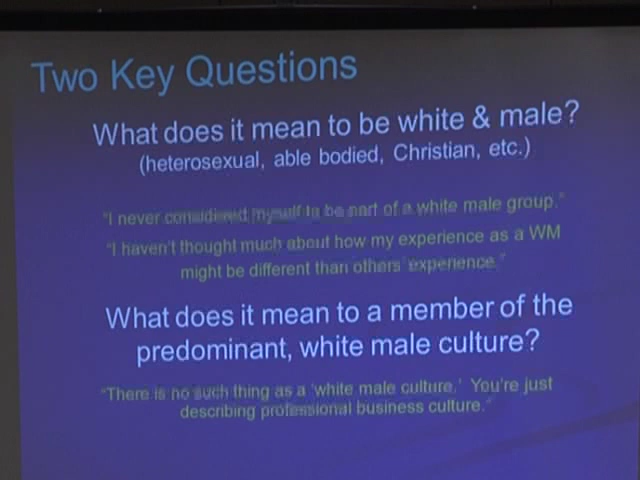 Two Key Questions
What does it mean to be white & male?
(heterosexual, able bodied, Christian, etc.)
"I never considered myself to be part of a white male group."
"I haven't thought much about how my experience as a WM
might be different than others' experience."
What does it mean to a member of the
predominant, white male culture?
"There is no such thing as a 'white male culture.' You're just
describing professional business culture."